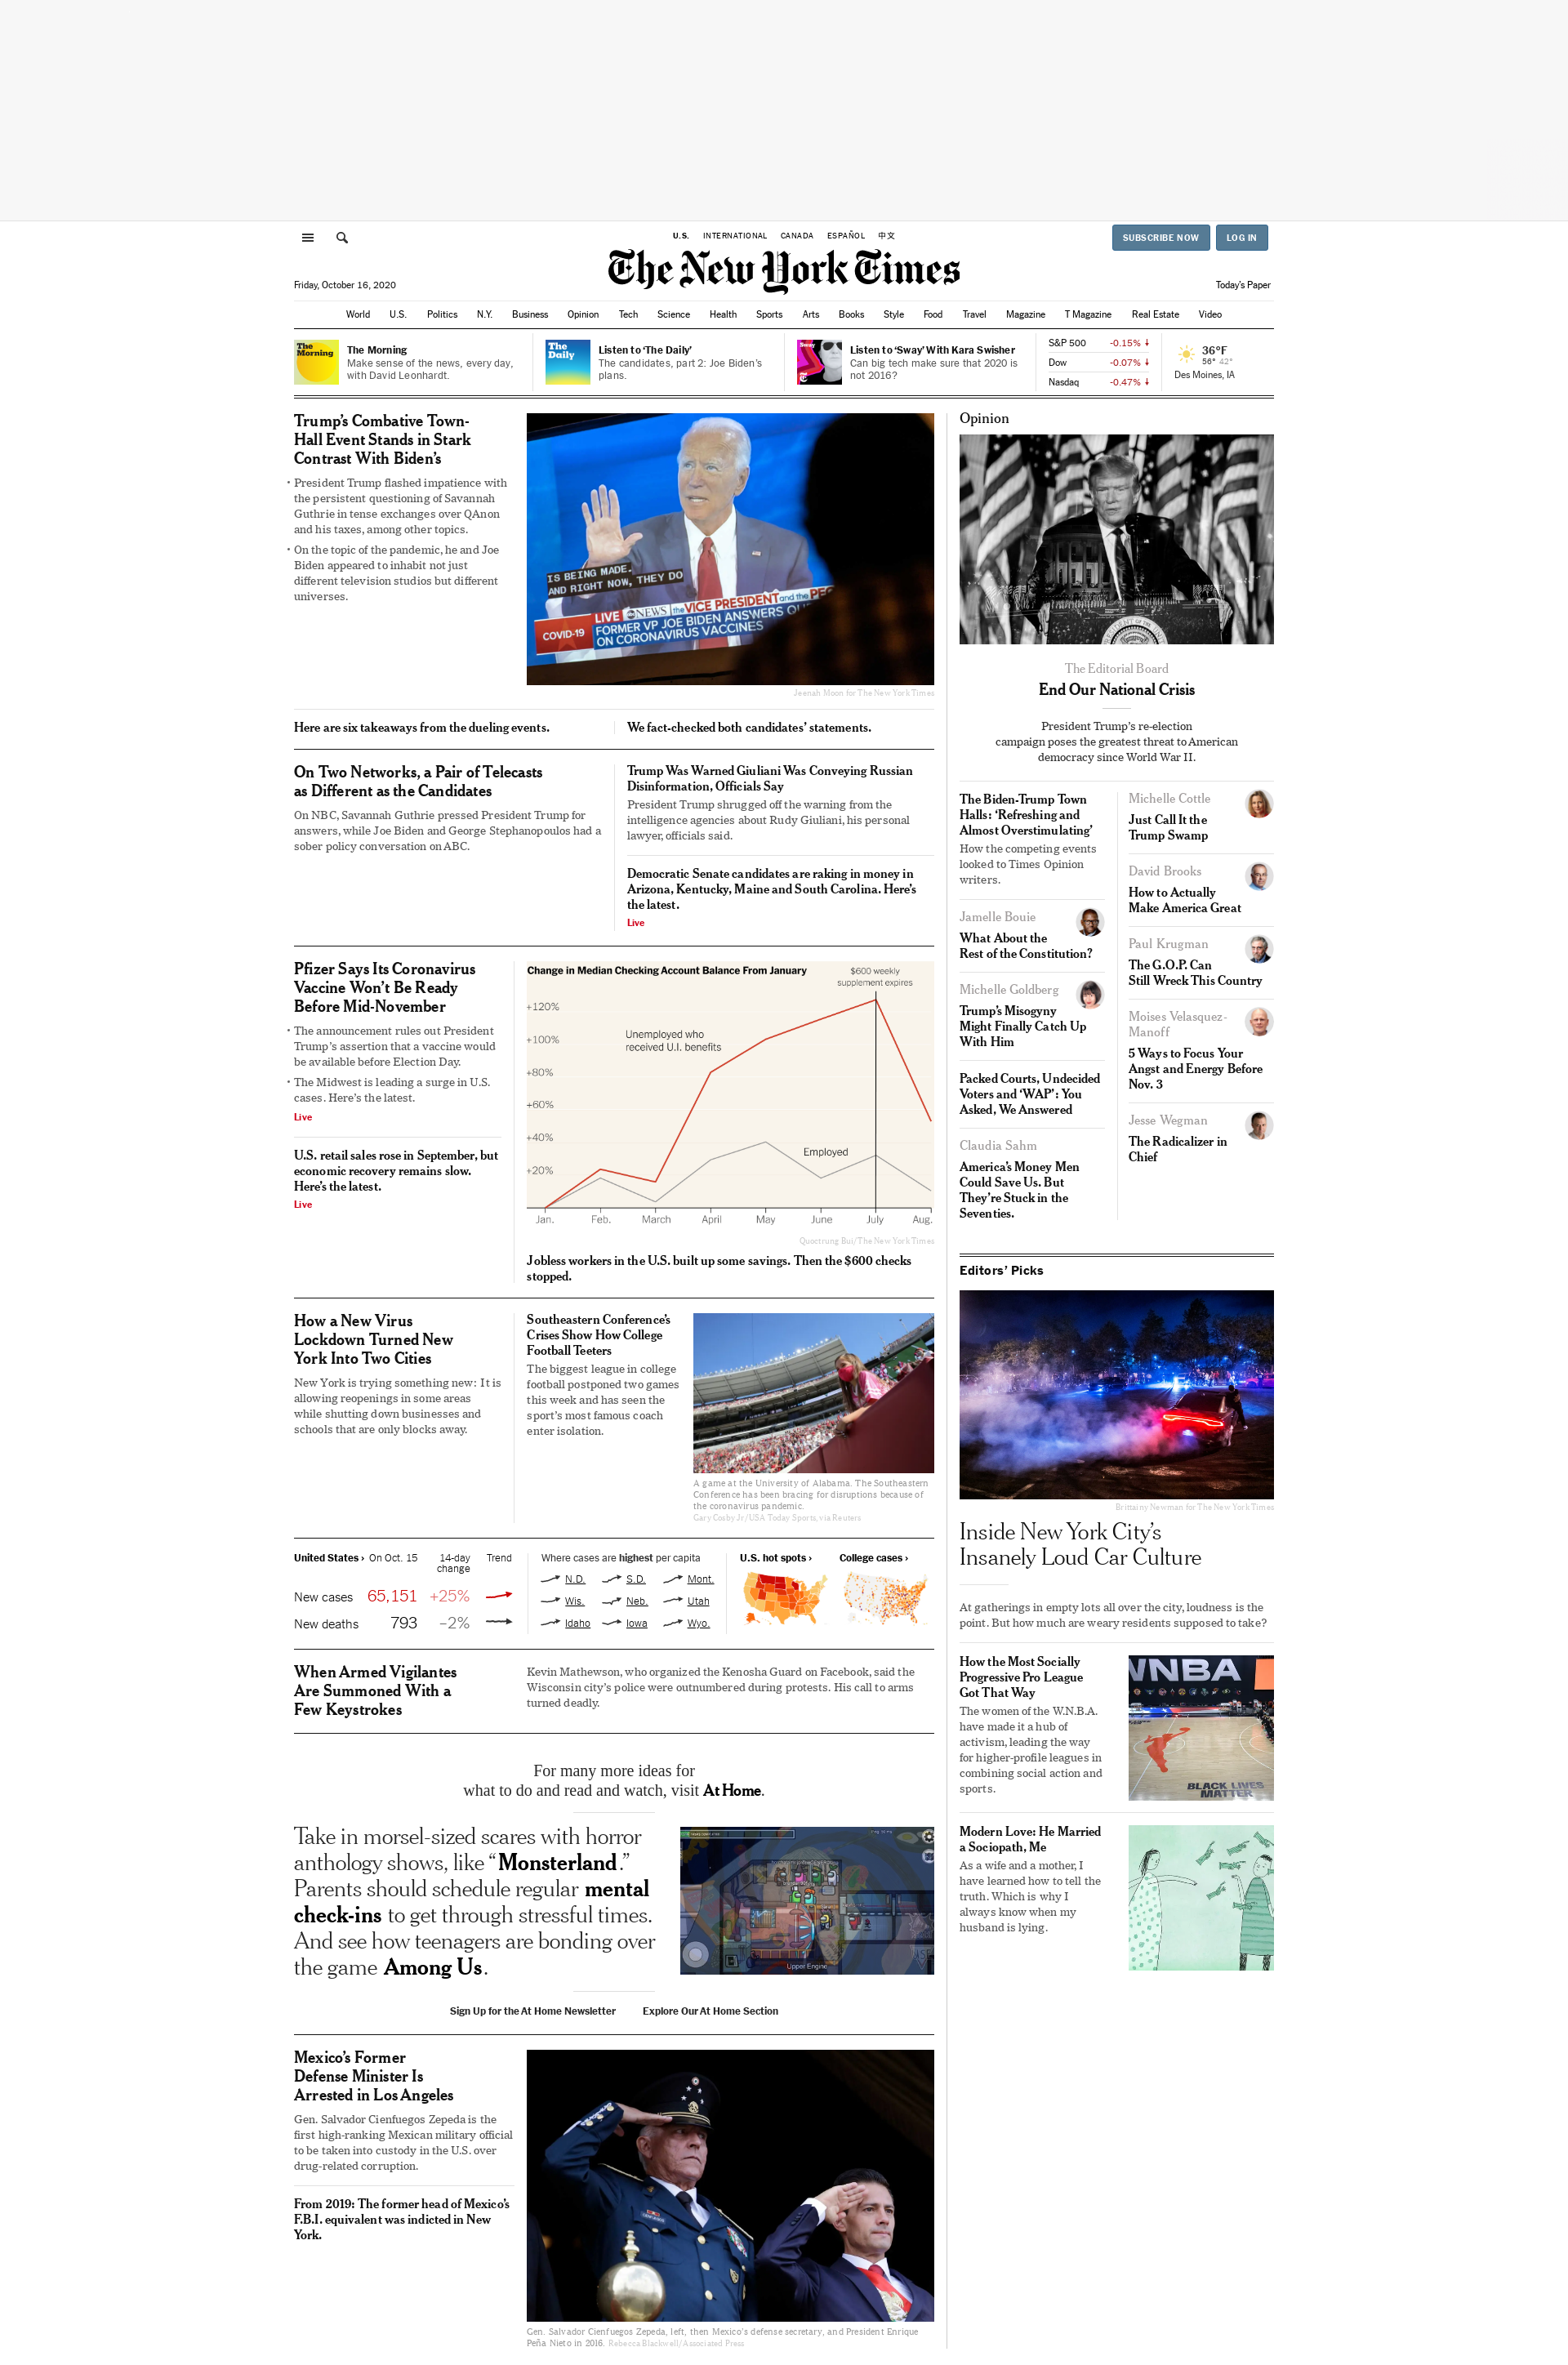 U.S. INTERNATIONAL CANADA ESPAÑOL 中文
SUBSCRIBE NOW LOG IN
The New York Times
Friday, October 16, 2020
Today's Paper
World U.S. Politics N.Y. Business Opinion Tech Science Health Sports Arts Books Style Food Travel Magazine T Magazine Real Estate Video
The
Morning
The Morning
Make sense of the news, every day,
with David Leonhardt.
The
Daily
Listen to ‘The Daily’
The candidates, part 2: Joe Biden’s
plans.
Sway
Listen to ‘Sway’ With Kara Swisher
Can big tech make sure that 2020 is
not 2016?
S&P 500 -0.15%
Dow -0.07%
Nasdaq -0.47%
36°F
56° 42°
Des Moines, IA
Trump’s Combative Town-
Hall Event Stands in Stark
Contrast With Biden’s
• President Trump flashed impatience with
the persistent questioning of Savannah
Guthrie in tense exchanges over QAnon
and his taxes, among other topics.
• On the topic of the pandemic, he and Joe
Biden appeared to inhabit not just
different television studios but different
universes.
IS BEING MADE.
AND RIGHT NOW, THEY DO
LIVE abc NEWS the VICE PRESIDENT and the PEO
COVID-19 FORMER VP JOE BIDEN ANSWERS QU
ON CORONAVIRUS VACCINES
Jeenah Moon for The New York Times
Here are six takeaways from the dueling events.
We fact-checked both candidates’ statements.
On Two Networks, a Pair of Telecasts
as Different as the Candidates
On NBC, Savannah Guthrie pressed President Trump for
answers, while Joe Biden and George Stephanopoulos had a
sober policy conversation on ABC.
Trump Was Warned Giuliani Was Conveying Russian
Disinformation, Officials Say
President Trump shrugged off the warning from the
intelligence agencies about Rudy Giuliani, his personal
lawyer, officials said.
Democratic Senate candidates are raking in money in
Arizona, Kentucky, Maine and South Carolina. Here’s
the latest.
Live
Pfizer Says Its Coronavirus
Vaccine Won’t Be Ready
Before Mid-November
• The announcement rules out President
Trump’s assertion that a vaccine would
be available before Election Day.
• The Midwest is leading a surge in U.S.
cases. Here’s the latest.
Live
U.S. retail sales rose in September, but
economic recovery remains slow.
Here’s the latest.
Live
Change in Median Checking Account Balance From January
$600 weekly
supplement expires
+120%
+100%
+80%
+60%
+40%
+20%
Unemployed who
received U.I. benefits
Employed
Jan. Feb. March April May June July Aug.
Quoctrung Bui/The New York Times
Jobless workers in the U.S. built up some savings. Then the $600 checks
stopped.
How a New Virus
Lockdown Turned New
York Into Two Cities
New York is trying something new: It is
allowing reopenings in some areas
while shutting down businesses and
schools that are only blocks away.
Southeastern Conference’s
Crises Show How College
Football Teeters
The biggest league in college
football postponed two games
this week and has seen the
sport’s most famous coach
enter isolation.
A game at the University of Alabama. The Southeastern
Conference has been bracing for disruptions because of
the coronavirus pandemic.
Gary Cosby Jr/USA Today Sports, via Reuters
United States › On Oct. 15 14-day
change Trend
New cases 65,151 +25%
New deaths 793 –2%
Where cases are highest per capita
N.D. S.D. Mont.
Wis. Neb. Utah
Idaho Iowa Wyo.
U.S. hot spots ›
College cases ›
When Armed Vigilantes
Are Summoned With a
Few Keystrokes
Kevin Mathewson, who organized the Kenosha Guard on Facebook, said the
Wisconsin city’s police were outnumbered during protests. His call to arms
turned deadly.
For many more ideas for
what to do and read and watch, visit At Home.
Take in morsel-sized scares with horror
anthology shows, like “Monsterland.”
Parents should schedule regular mental
check-ins to get through stressful times.
And see how teenagers are bonding over
the game Among Us.
Upper Engine
USE
Sign Up for the At Home Newsletter
Explore Our At Home Section
Mexico’s Former
Defense Minister Is
Arrested in Los Angeles
Gen. Salvador Cienfuegos Zepeda is the
first high-ranking Mexican military official
to be taken into custody in the U.S. over
drug-related corruption.
From 2019: The former head of Mexico’s
F.B.I. equivalent was indicted in New
York.
Gen. Salvador Cienfuegos Zepeda, left, then Mexico’s defense secretary, and President Enrique
Peña Nieto in 2016. Rebecca Blackwell/Associated Press
Opinion
The Editorial Board
End Our National Crisis
President Trump’s re-election
campaign poses the greatest threat to American
democracy since World War II.
The Biden-Trump Town
Halls: ‘Refreshing and
Almost Overstimulating’
How the competing events
looked to Times Opinion
writers.
Jamelle Bouie
What About the
Rest of the Constitution?
Michelle Goldberg
Trump’s Misogyny
Might Finally Catch Up
With Him
Packed Courts, Undecided
Voters and ‘WAP’: You
Asked, We Answered
Claudia Sahm
America’s Money Men
Could Save Us. But
They’re Stuck in the
Seventies.
Michelle Cottle
Just Call It the
Trump Swamp
David Brooks
How to Actually
Make America Great
Paul Krugman
The G.O.P. Can
Still Wreck This Country
Moises Velasquez-
Manoff
5 Ways to Focus Your
Angst and Energy Before
Nov. 3
Jesse Wegman
The Radicalizer in
Chief
Editors’ Picks
Brittainy Newman for The New York Times
Inside New York City’s
Insanely Loud Car Culture
At gatherings in empty lots all over the city, loudness is the
point. But how much are weary residents supposed to take?
How the Most Socially
Progressive Pro League
Got That Way
The women of the W.N.B.A.
have made it a hub of
activism, leading the way
for higher-profile leagues in
combining social action and
sports.
WNBA
BLACK LIVES
MATTER
Modern Love: He Married
a Sociopath, Me
As a wife and a mother, I
have learned how to tell the
truth. Which is why I
always know when my
husband is lying.